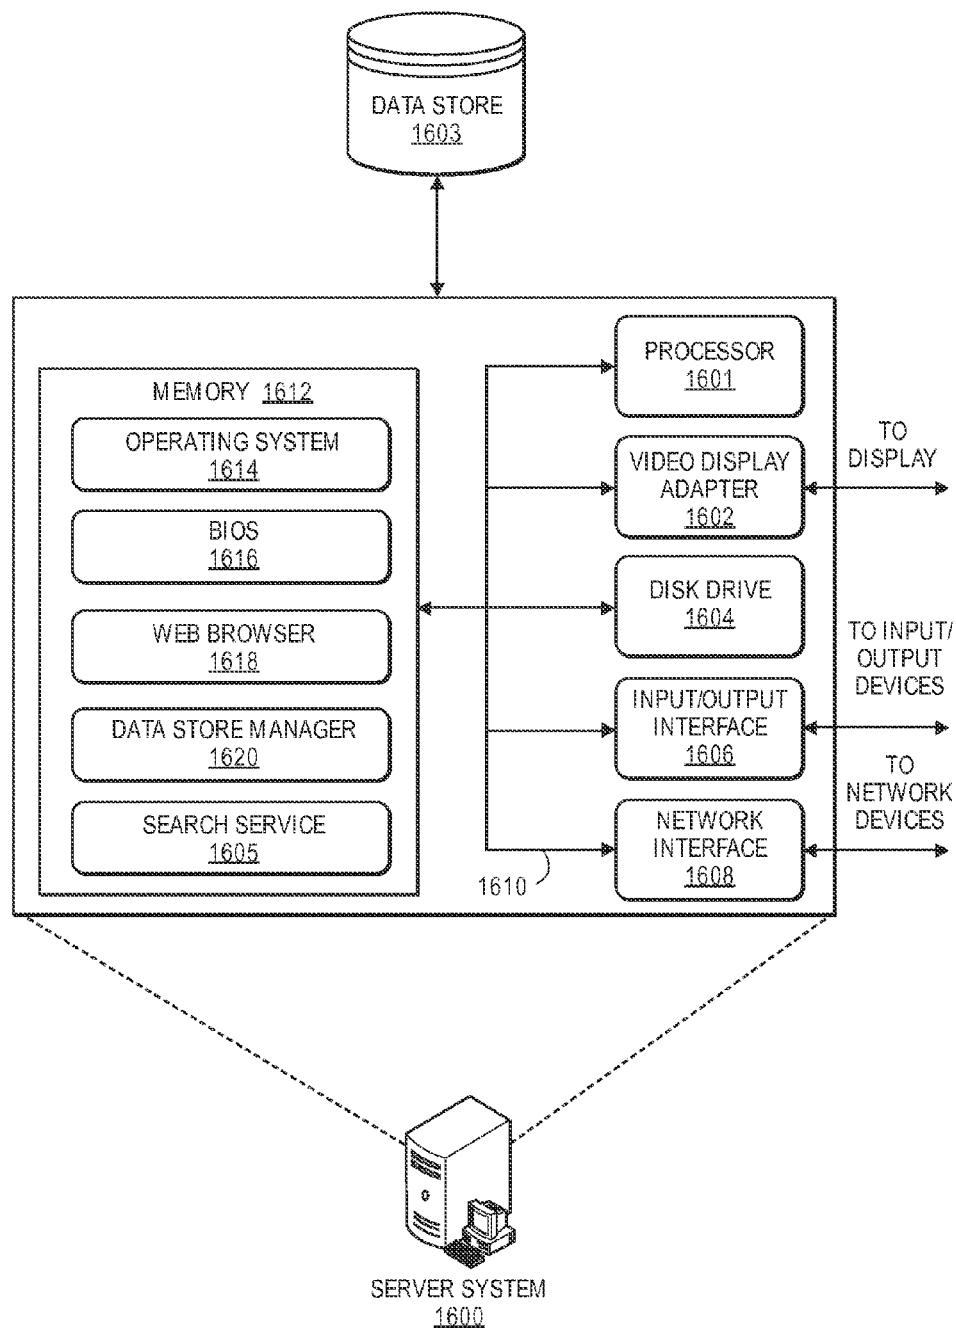 DATA STORE
1603
PROCESSOR
1601
MEMORY 1612
OPERATING SYSTEM
1614
VIDEO DISPLAY
ADAPTER
1602
TO
DISPLAY
BIOS
1616
DISK DRIVE
1604
WEB BROWSER
1618
TO INPUT/
OUTPUT
DEVICES
INPUT/OUTPUT
INTERFACE
1606
DATA STORE MANAGER
1620
TO
NETWORK
DEVICES
SEARCH SERVICE
1605
NETWORK
INTERFACE
1608
1610
SERVER SYSTEM
1600